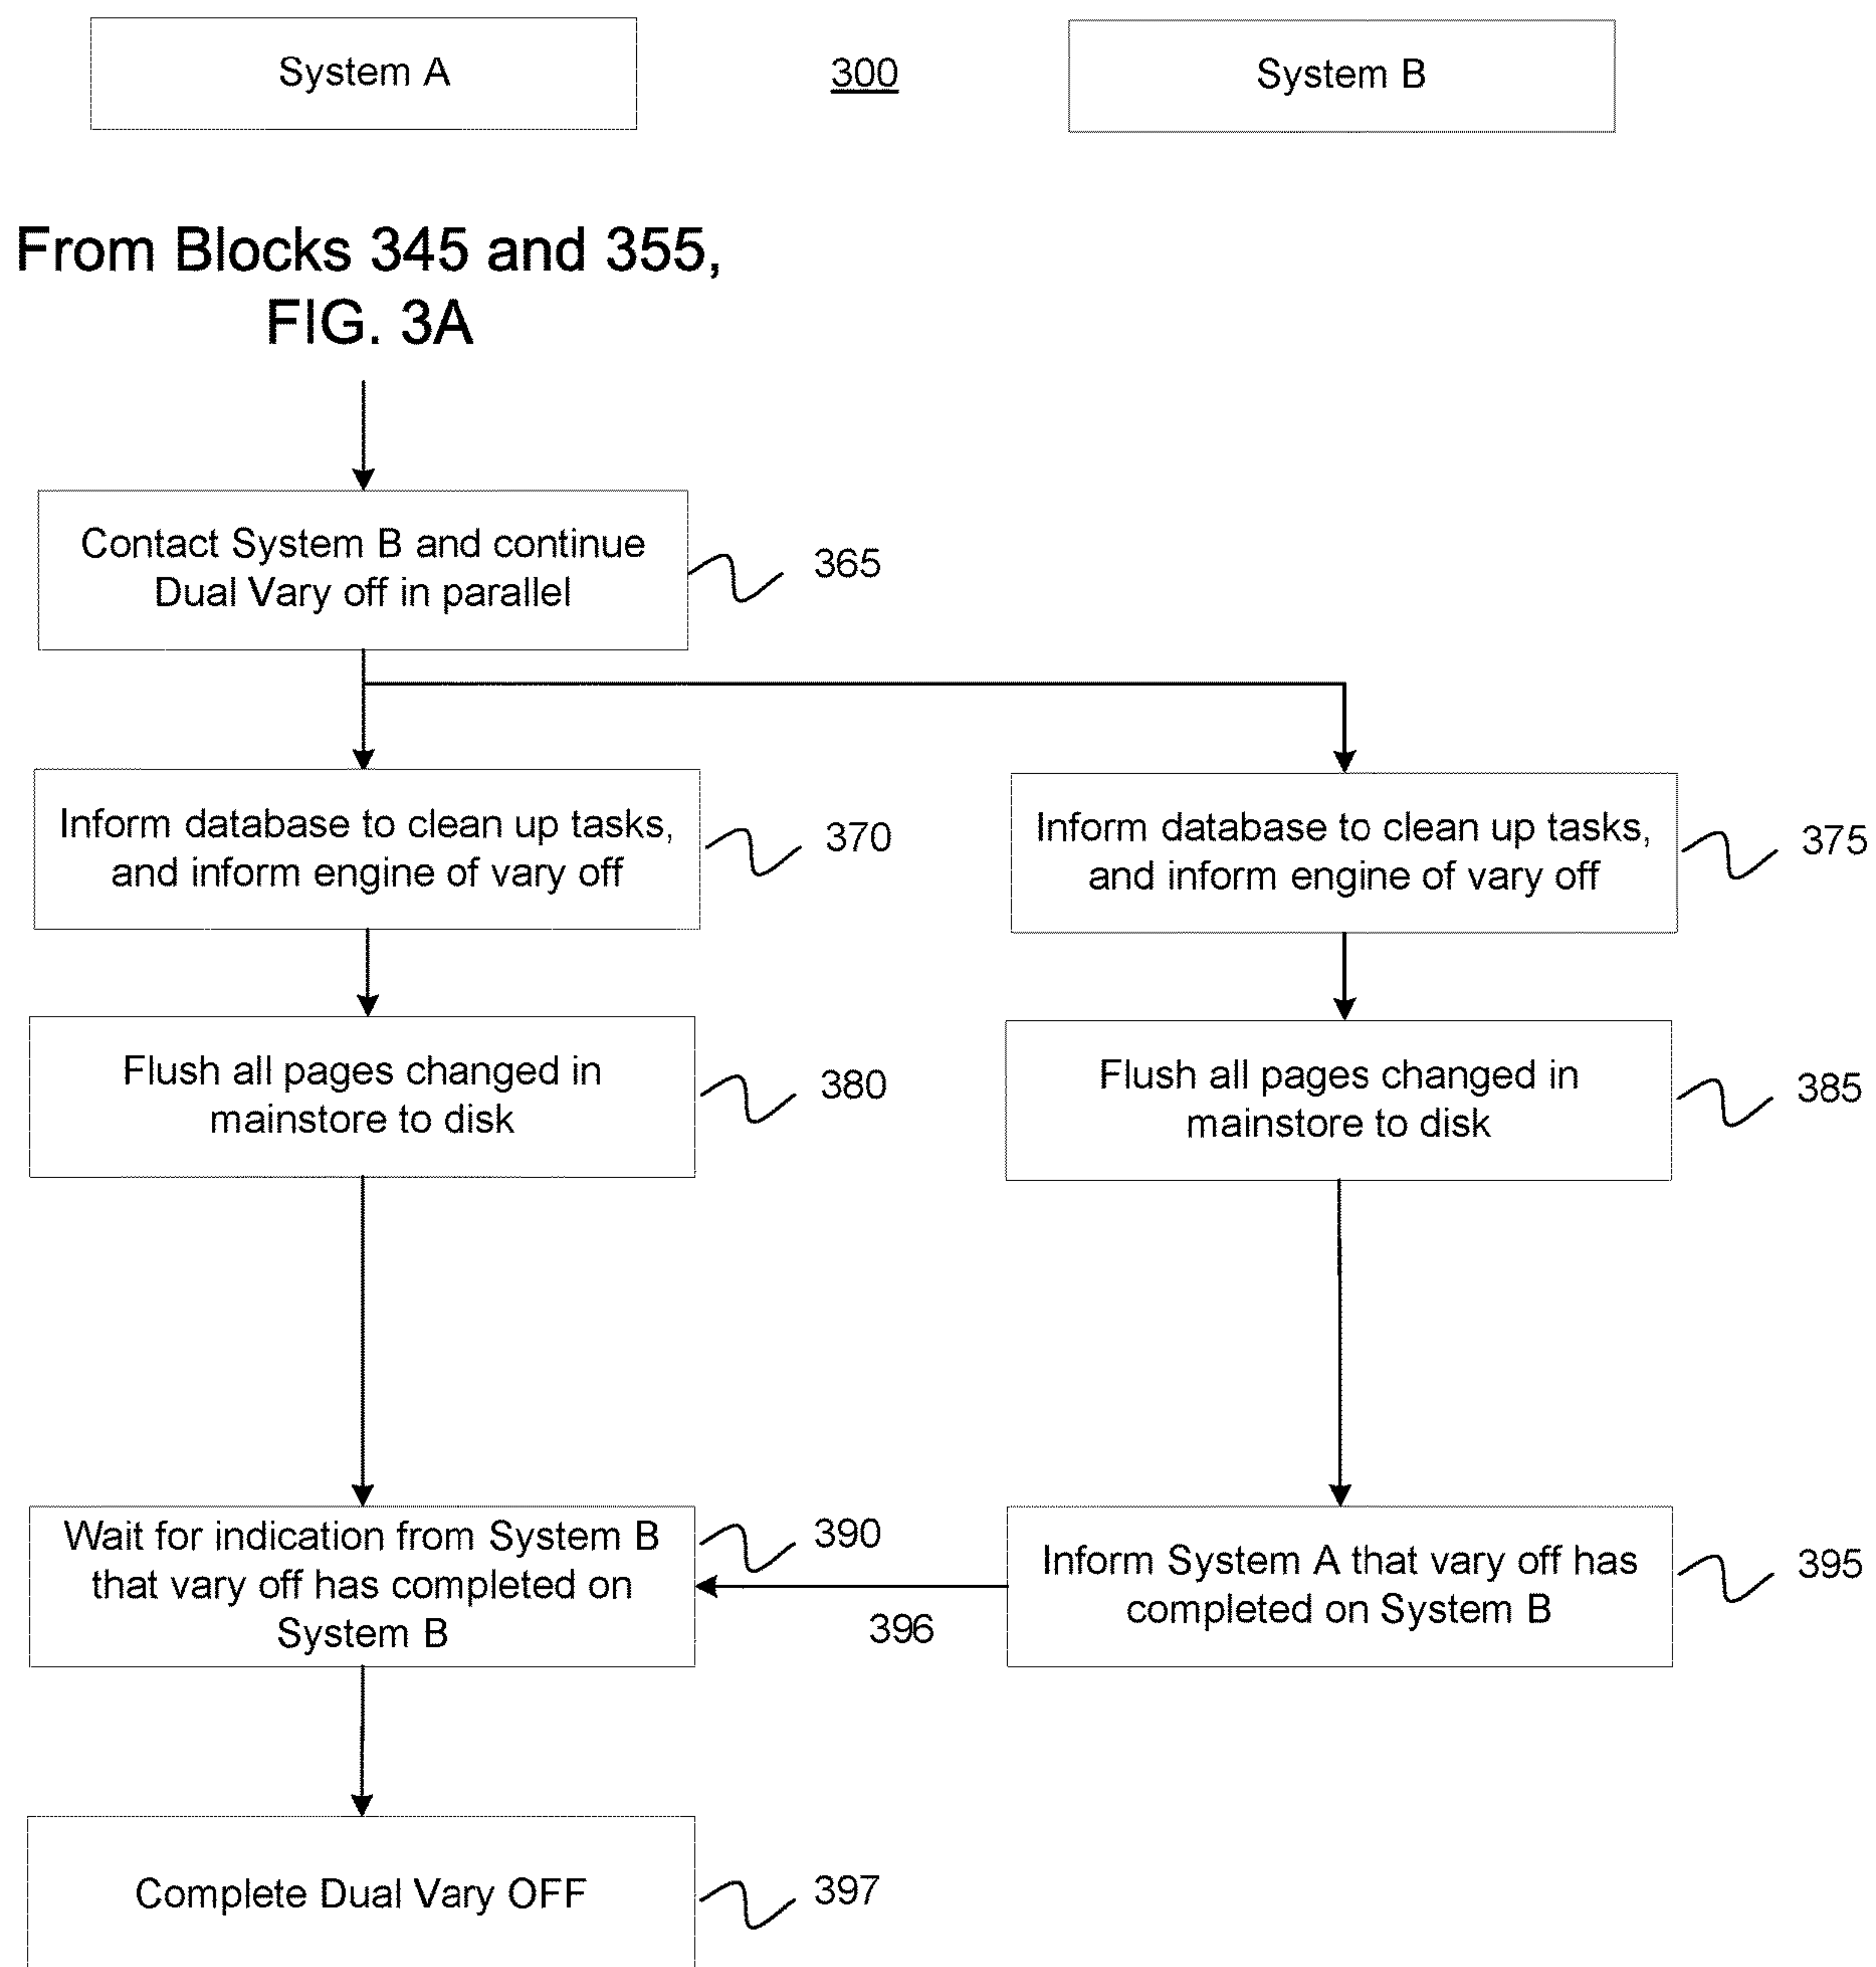 System A
300
System B
From Blocks 345 and 355,
FIG. 3A
Contact System B and continue
Dual Vary off in parallel
365
Inform database to clean up tasks,
and inform engine of vary off
370
Inform database to clean up tasks,
and inform engine of vary off
375
Flush all pages changed in
mainstore to disk
380
Flush all pages changed in
mainstore to disk
385
Wait for indication from System B
that vary off has completed on
System B
390
396
Inform System A that vary off has
completed on System B
395
Complete Dual Vary OFF
397